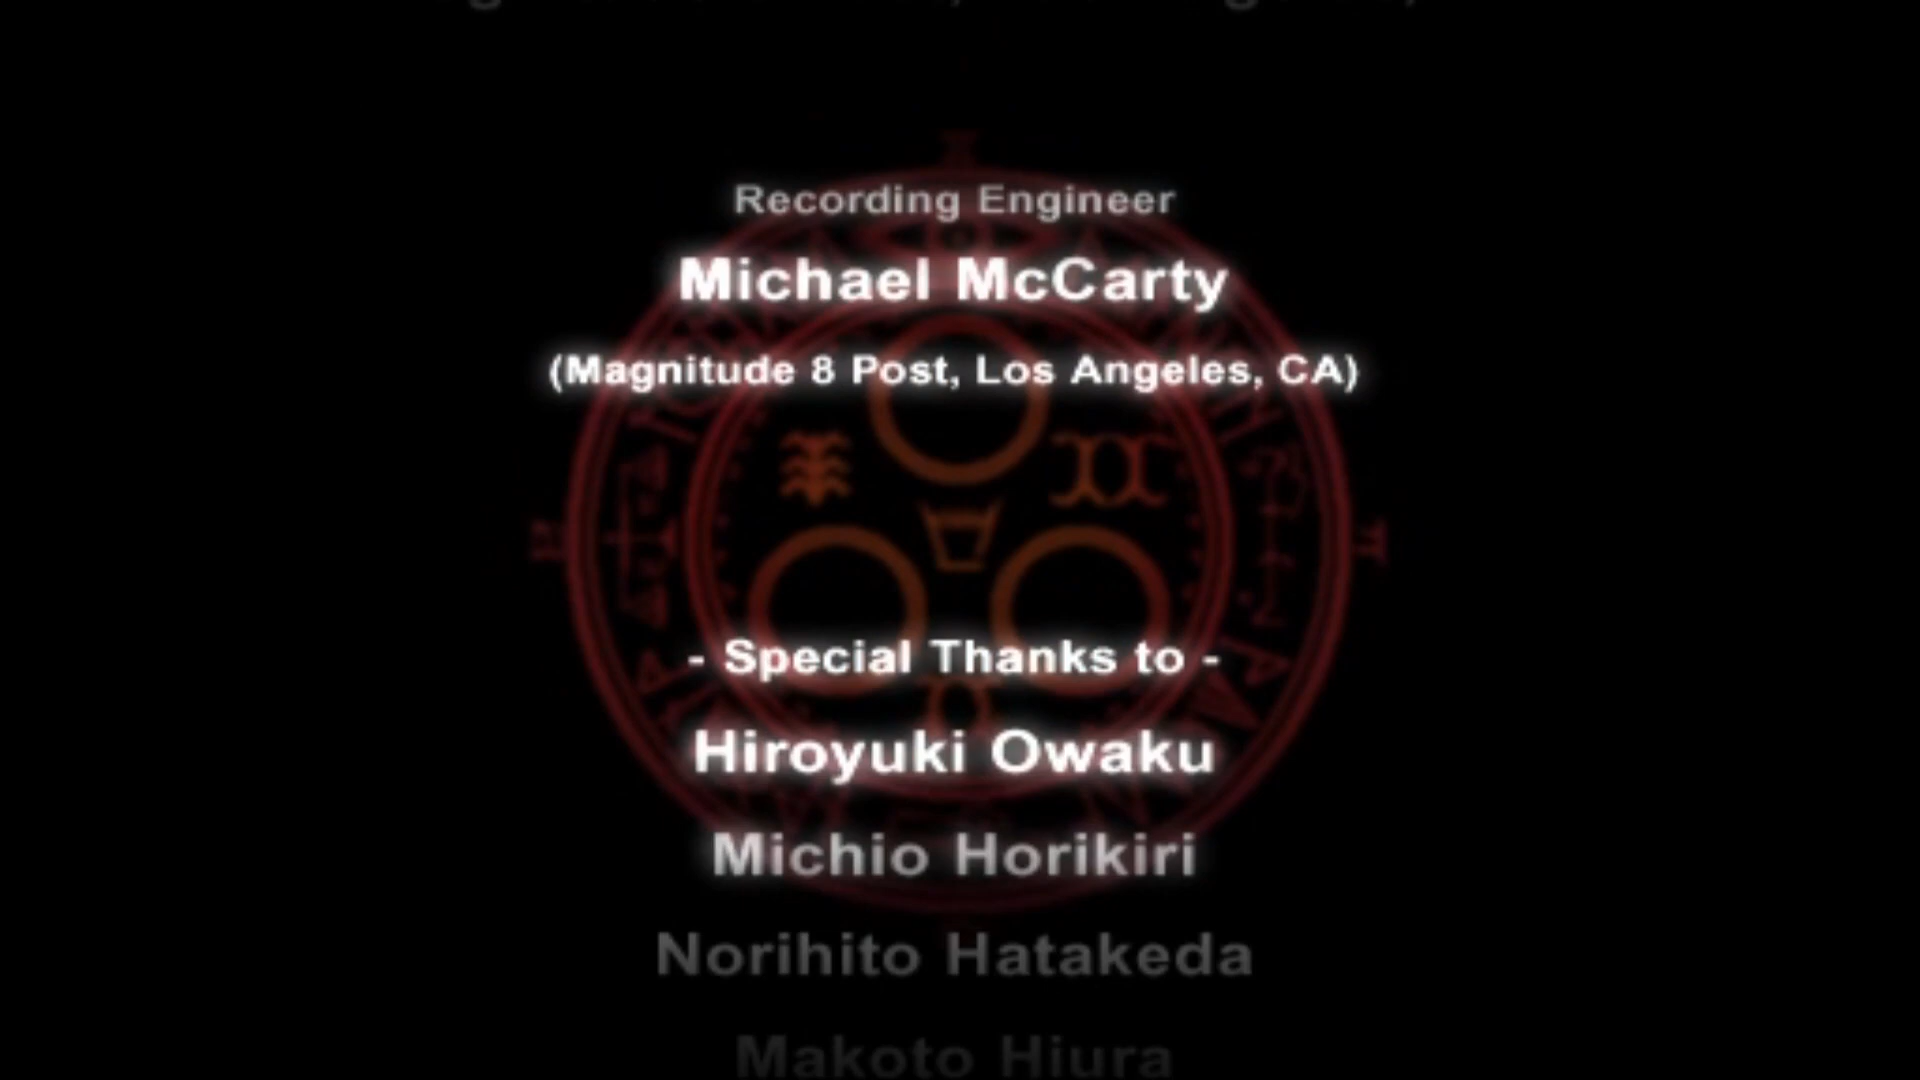 Recording Engineer
Michael McCarty
(Magnitude 8 Post, Los Angeles, CA)
- Special Thanks to -
Hiroyuki Owaku
Michio Horikiri
Norihito Hatakeda
Makoto Hiura